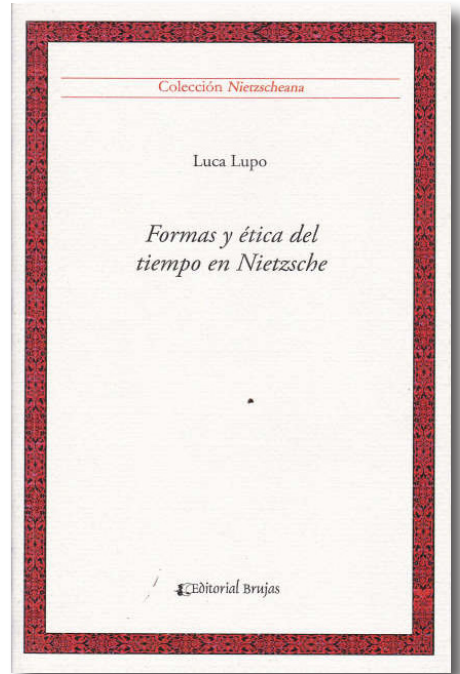 Colección Nietzscheana
Luca Lupo
Formas y ética del
tiempo en Nietzsche
Editorial Brujas